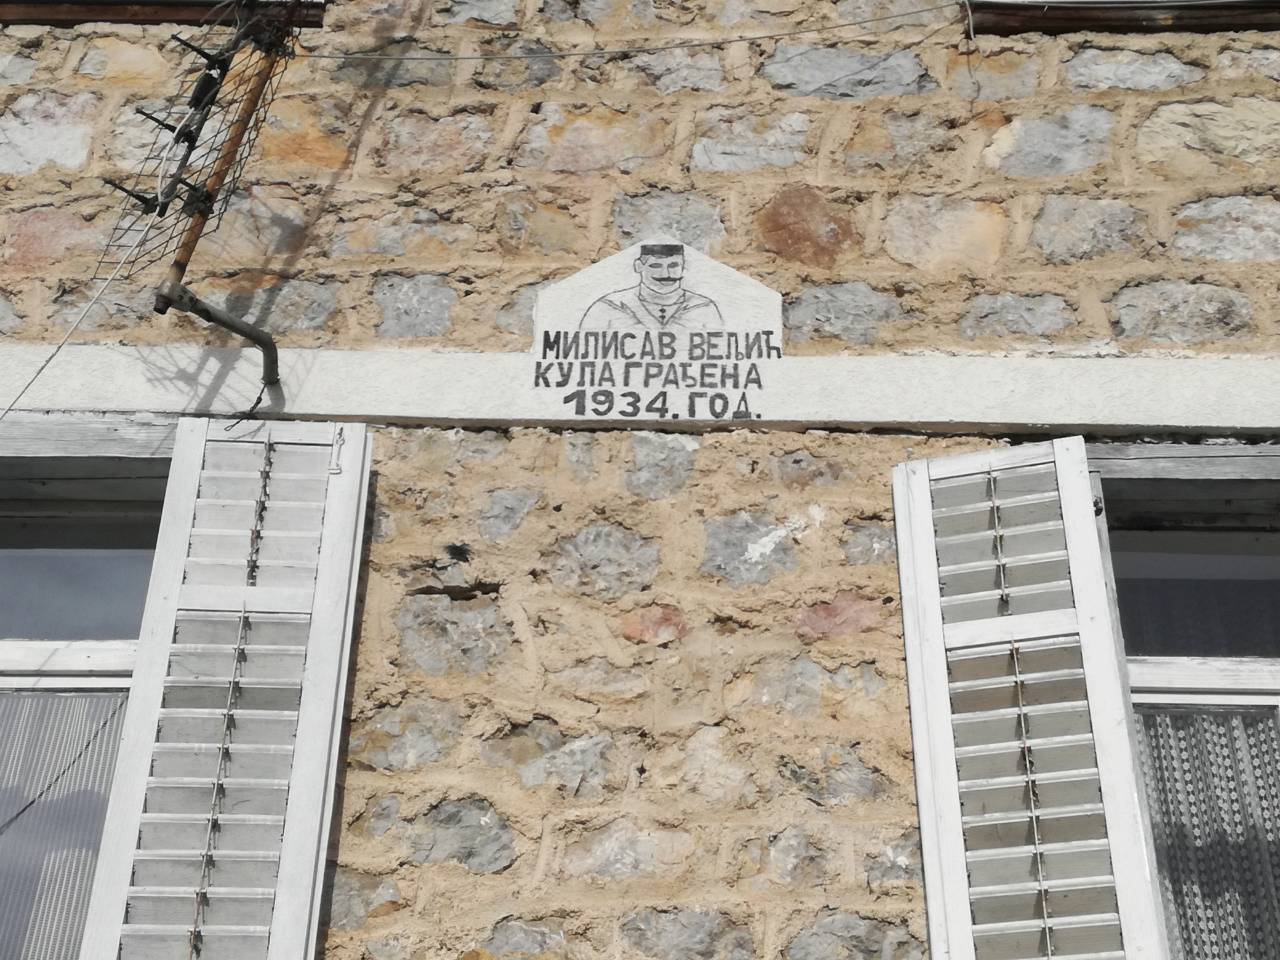 МИЛИСАВ ВЕЉИЋ
КУЛА ГРАЂЕНА
1934. ГОД.